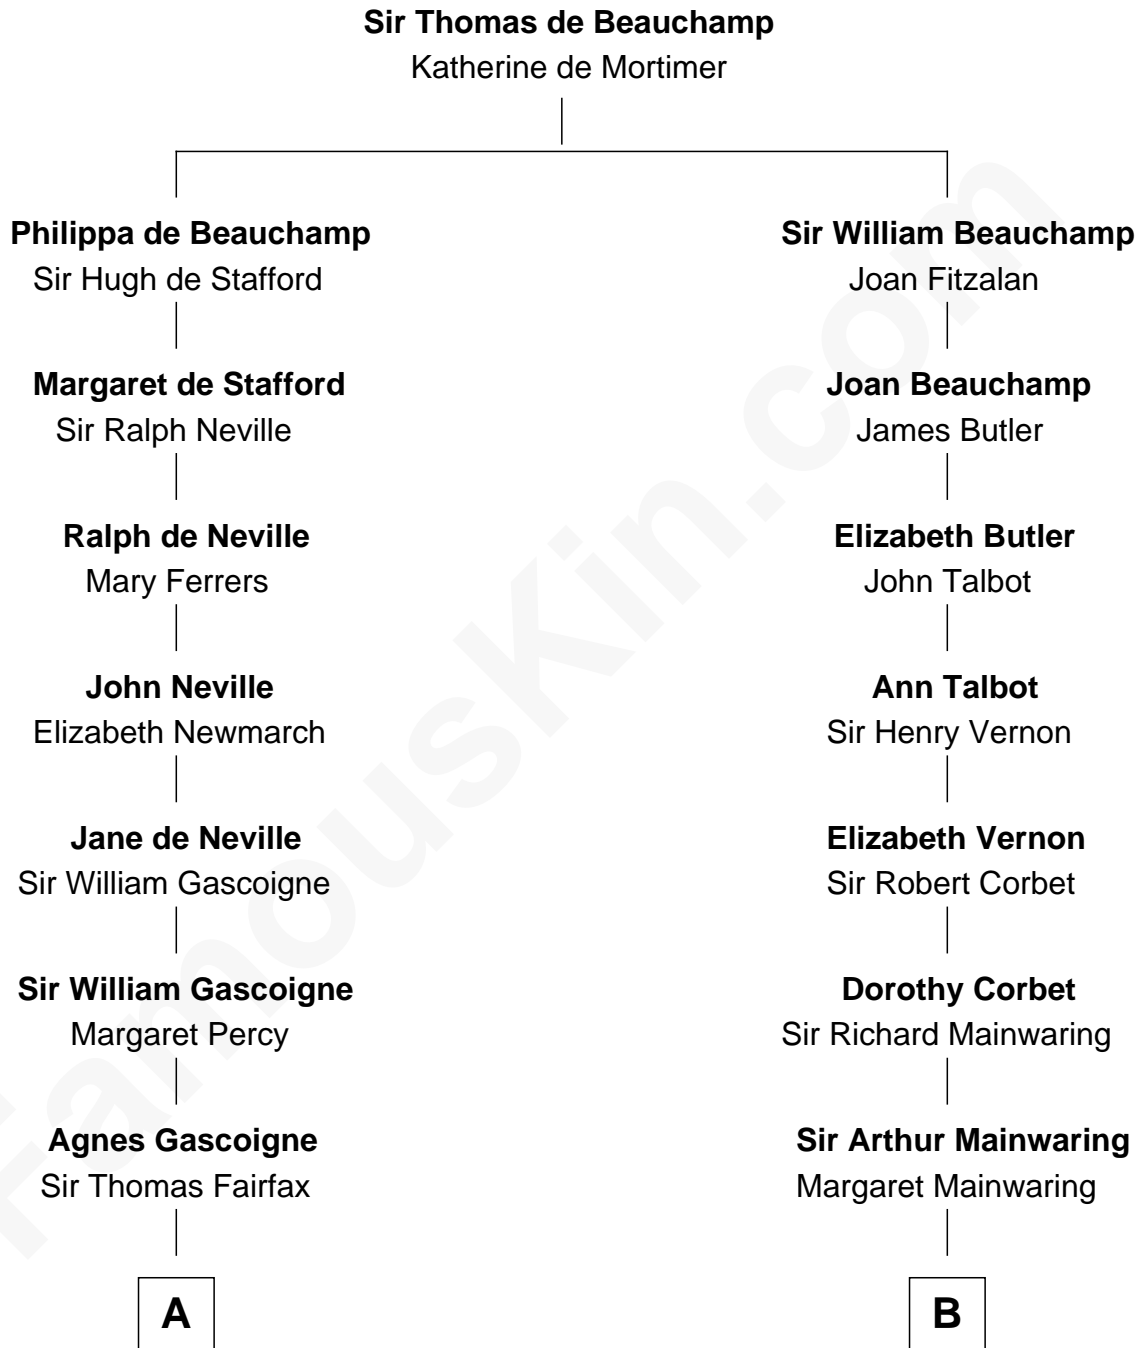 Sir Thomas de Beauchamp
Katherine de Mortimer
Philippa de Beauchamp
Sir Hugh de Stafford
Margaret de Stafford
Sir Ralph Neville
Ralph de Neville
Mary Ferrers
John Neville
Elizabeth Newmarch
Jane de Neville
Sir William Gascoigne
Sir William Gascoigne
Margaret Percy
Agnes Gascoigne
Sir Thomas Fairfax
A
Sir William Beauchamp
Joan Fitzalan
Joan Beauchamp
James Butler
Elizabeth Butler
John Talbot
Ann Talbot
Sir Henry Vernon
Elizabeth Vernon
Sir Robert Corbet
Dorothy Corbet
Sir Richard Mainwaring
Sir Arthur Mainwaring
Margaret Mainwaring
B
FamousKin.com